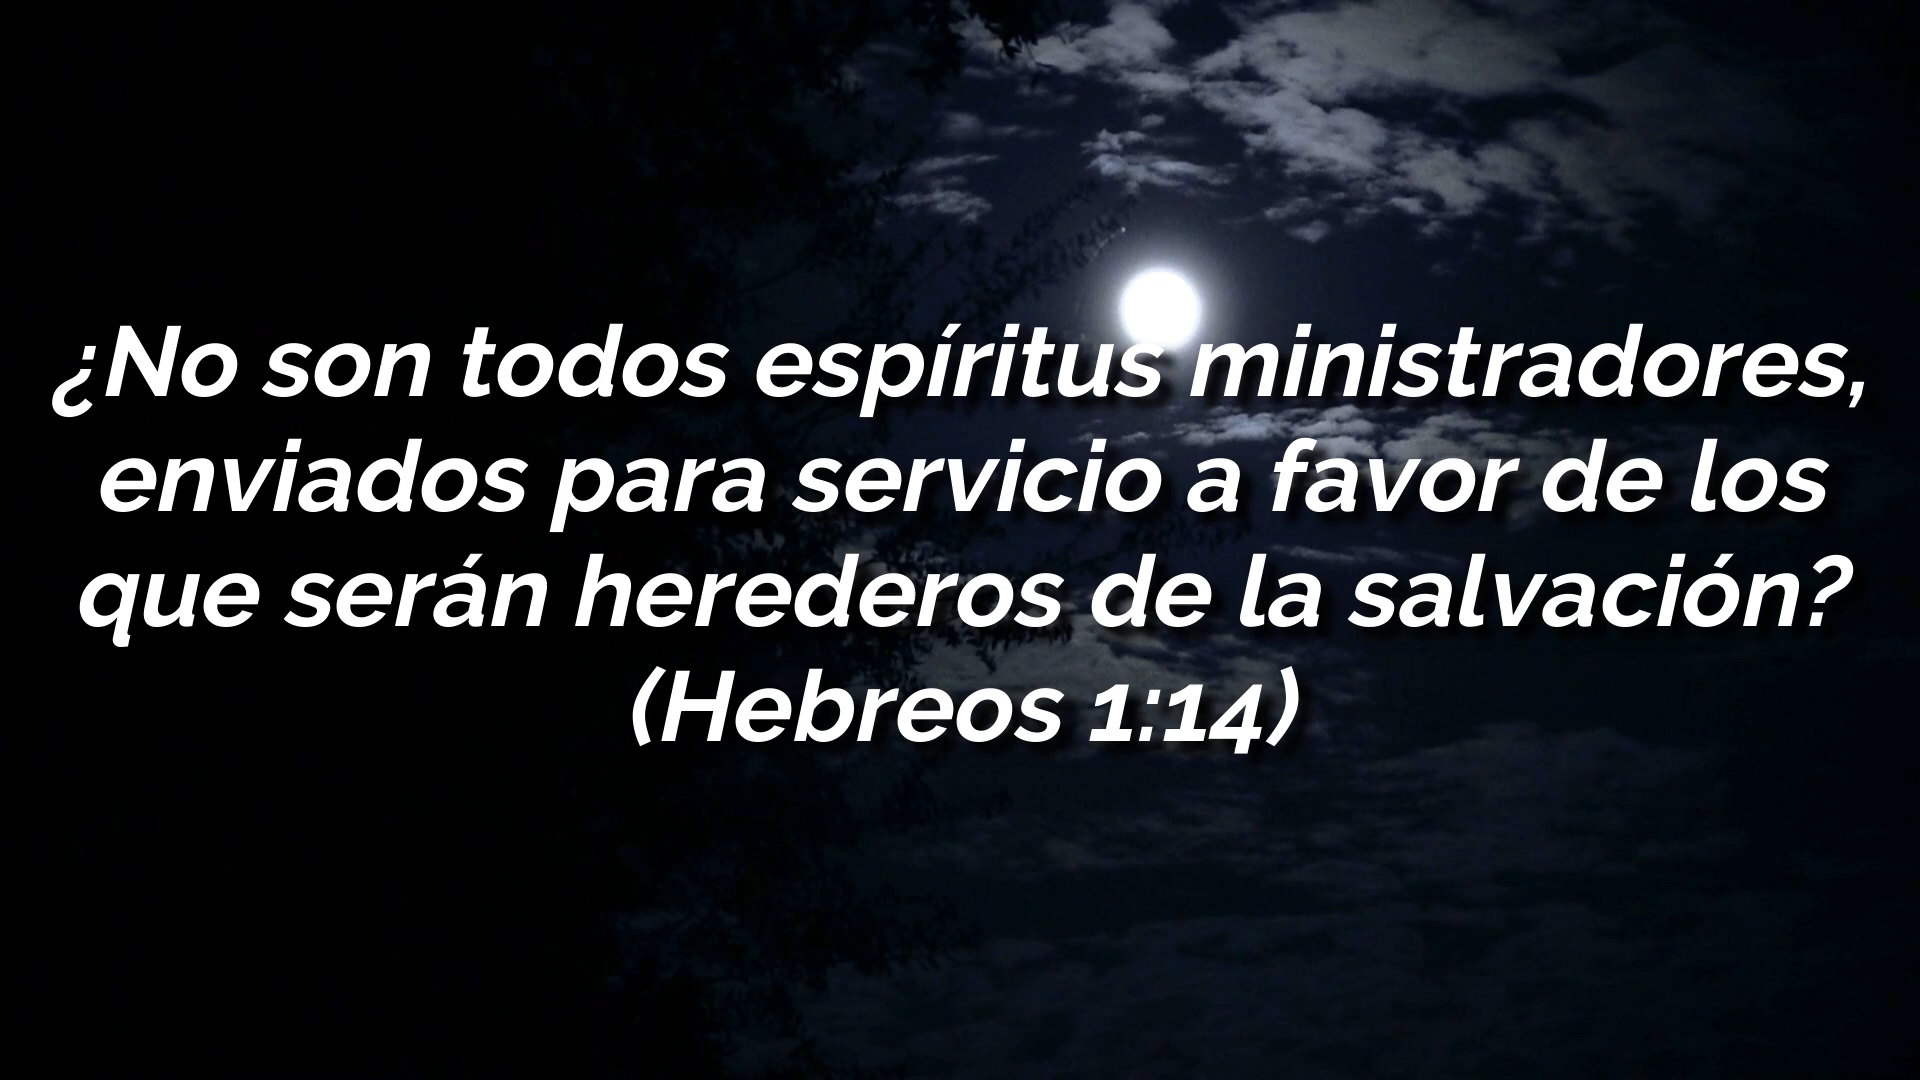 ¿No son todos espíritus ministradores,
enviados para servicio a favor de los
que serán herederos de la salvación?
(Hebreos 1:14)